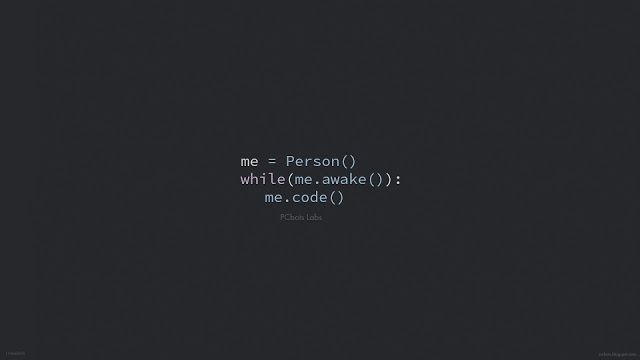 me = Person()
while(me.awake()):
   me.code()
PCbots Labs